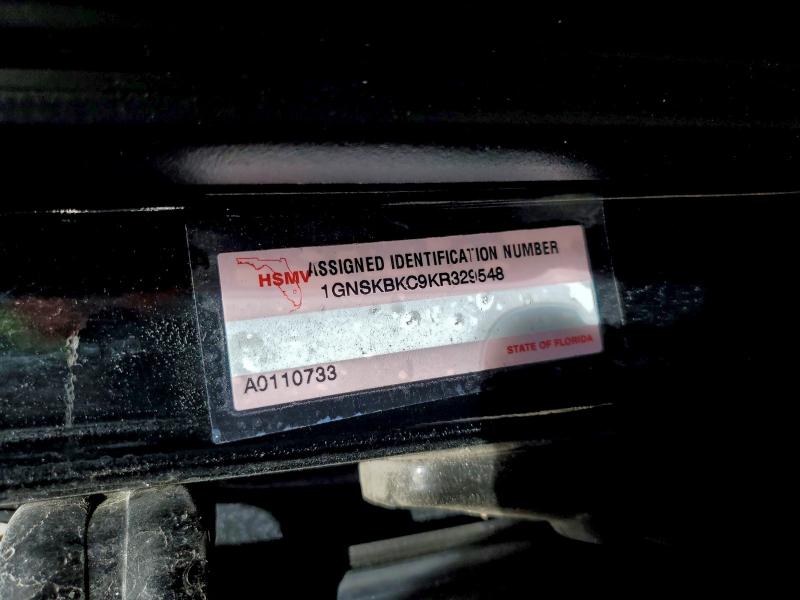 HSMV ASSIGNED IDENTIFICATION NUMBER
1GNSKBKC9KR329548
STATE OF FLORIDA
A0110733